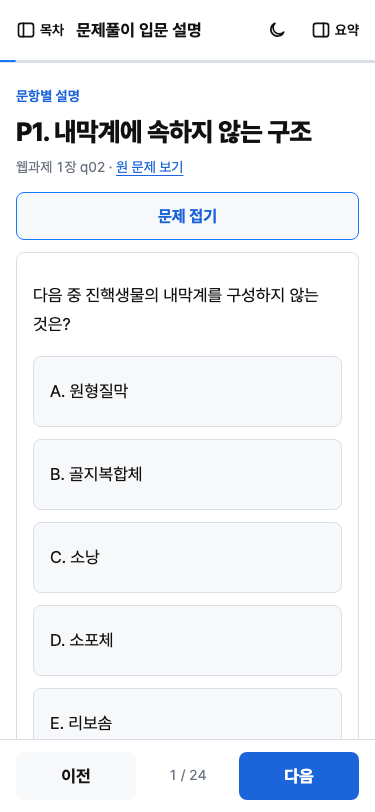 목차 문제풀이 입문 설명 요약
문항별 설명
P1. 내막계에 속하지 않는 구조
웹과제 1장 q02 · 원 문제 보기
문제 접기
다음 중 진핵생물의 내막계를 구성하지 않는
것은?
A. 원형질막
B. 골지복합체
C. 소낭
D. 소포체
E. 리보솜
이전 1 / 24 다음